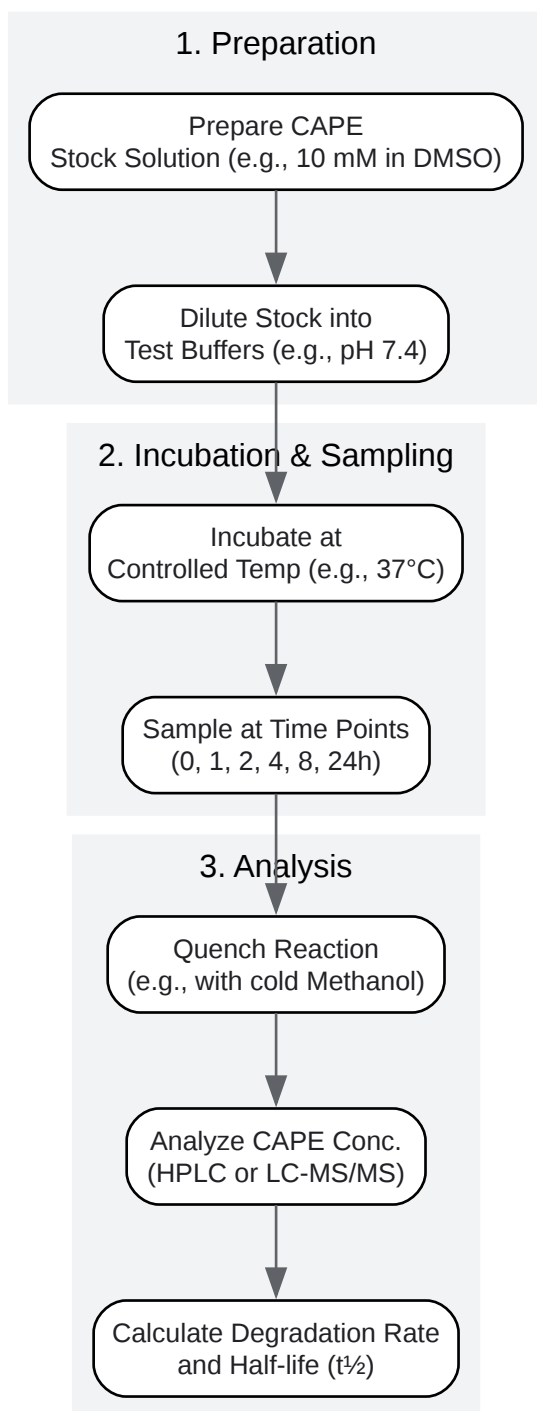 1. Preparation
Prepare CAPE
Stock Solution (e.g., 10 mM in DMSO)
Dilute Stock into
Test Buffers (e.g., pH 7.4)
2. Incubation & Sampling
Incubate at
Controlled Temp (e.g., 37°C)
Sample at Time Points
(0, 1, 2, 4, 8, 24h)
3. Analysis
Quench Reaction
(e.g., with cold Methanol)
Analyze CAPE Conc.
(HPLC or LC-MS/MS)
Calculate Degradation Rate
and Half-life (t½)